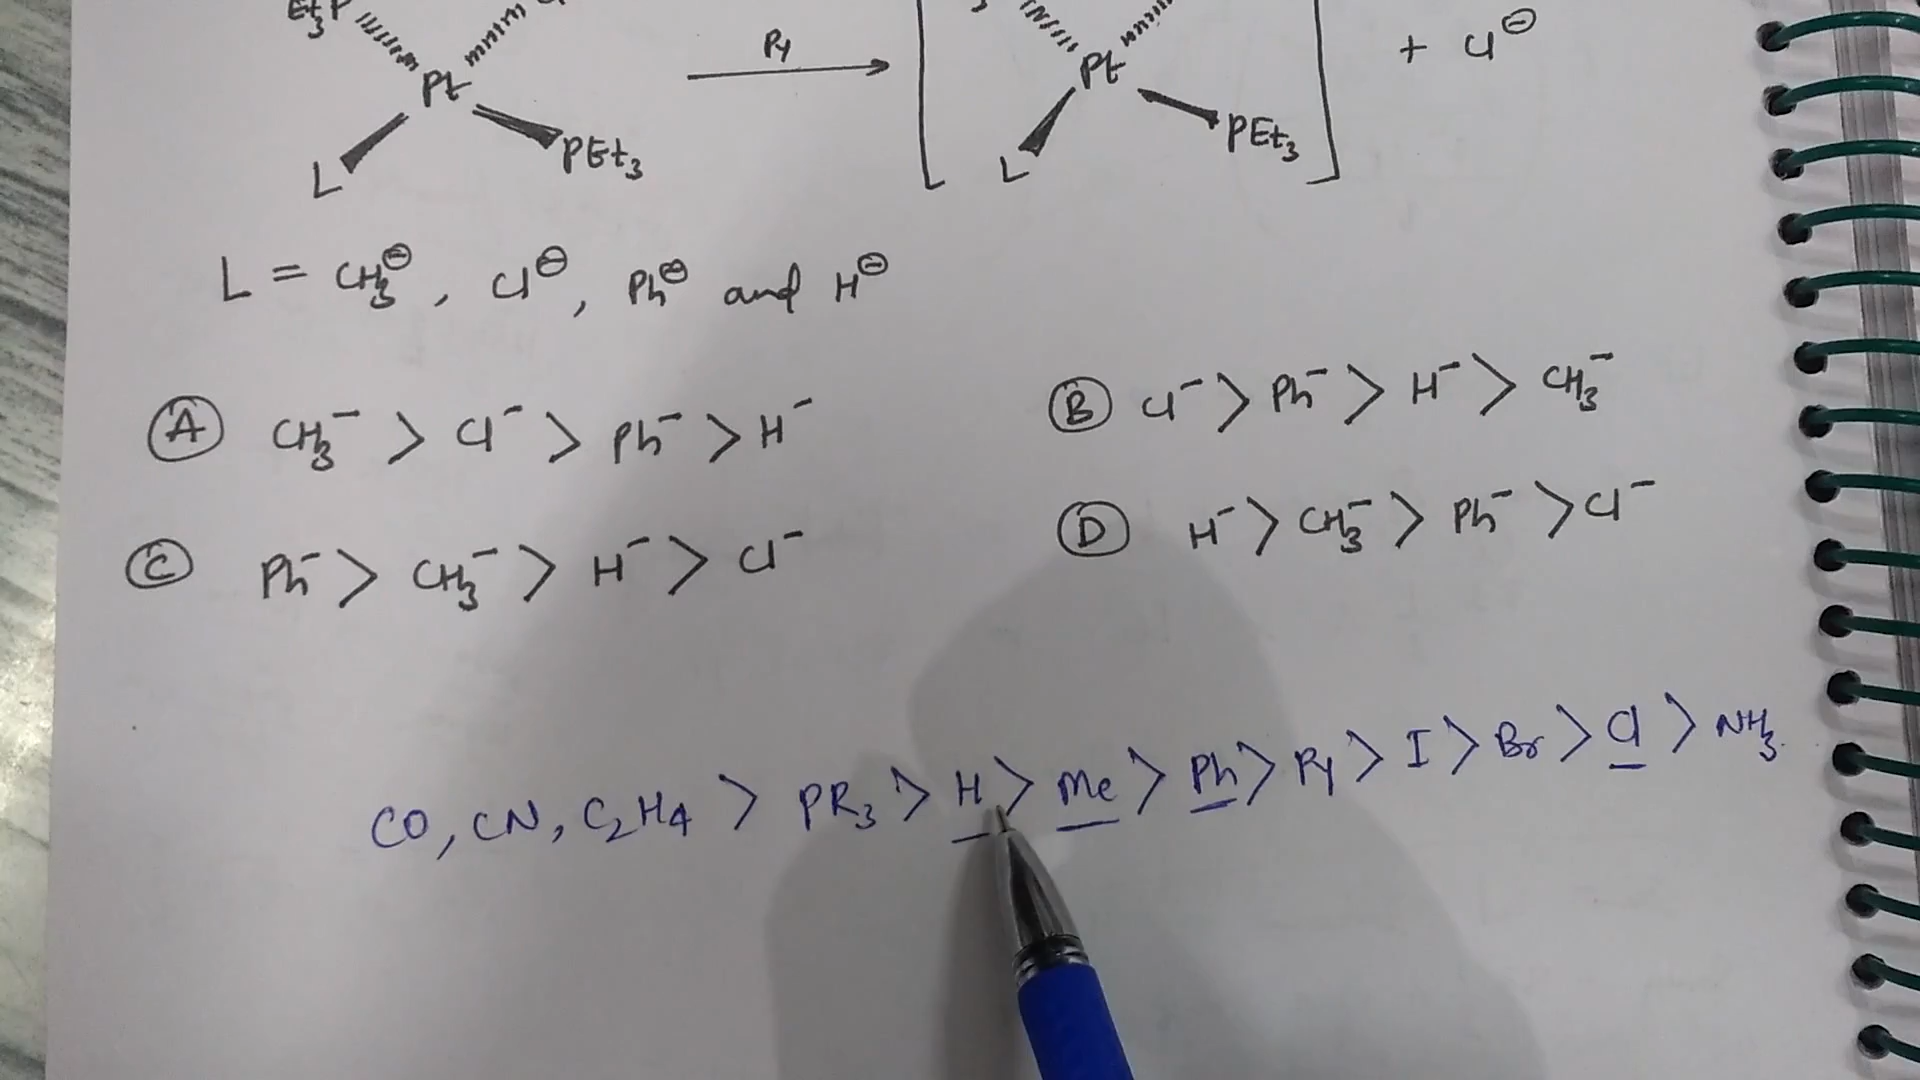 Et₃P
Pt
L
PEt₃
Py
Pt
L
PEt₃
+ Cl⊖
L = CH₃⊖, Cl⊖, Ph⊖ and H⊖
Ⓐ CH₃⁻ > Cl⁻ > Ph⁻ > H⁻
Ⓑ Cl⁻ > Ph⁻ > H⁻ > CH₃⁻
Ⓒ Ph⁻ > CH₃⁻ > H⁻ > Cl⁻
Ⓓ H⁻ > CH₃⁻ > Ph⁻ > Cl⁻
CO, CN, C₂H₄ > PR₃ > H > Me > Ph > Py > I > Br > Cl > NH₃